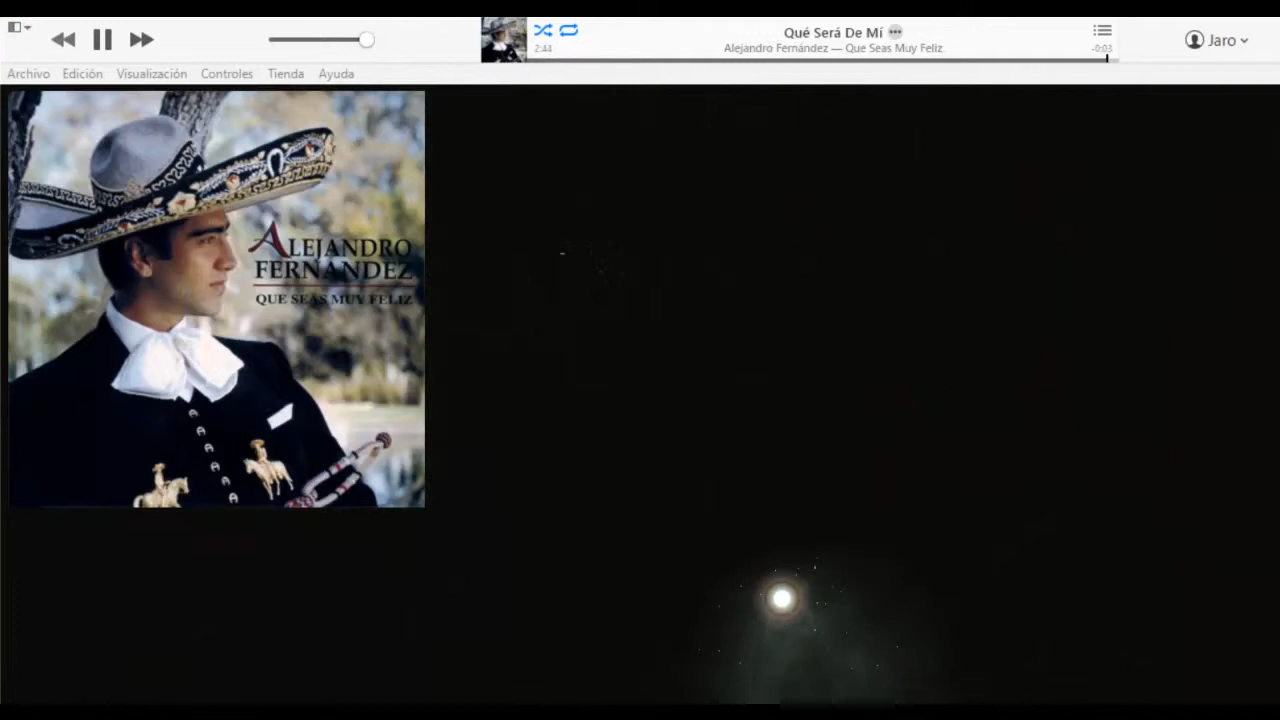 Qué Será De Mí
2:44
Alejandro Fernández — Que Seas Muy Feliz
-0:03
Jaro
Archivo Edición Visualización Controles Tienda Ayuda
ALEJANDRO
FERNANDEZ
QUE SEAS MUY FELIZ